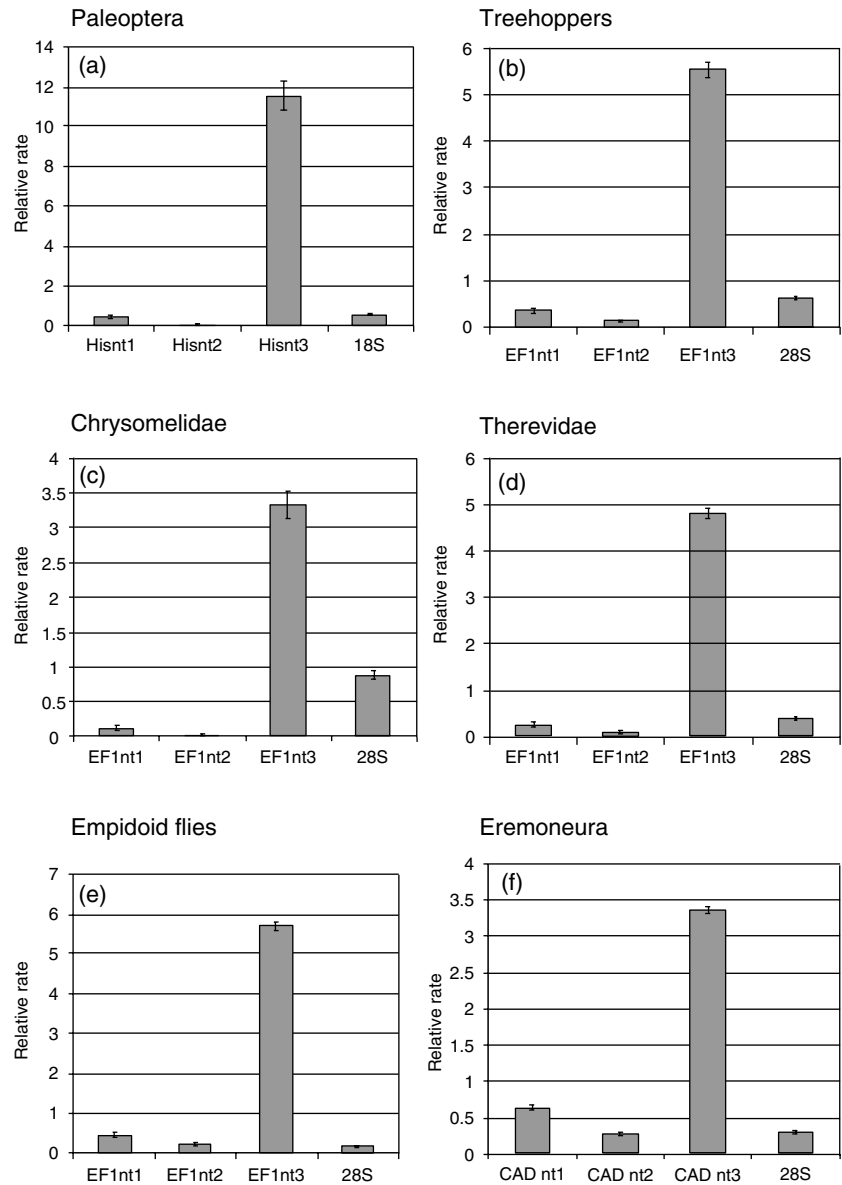 Paleoptera
(a)
Relative rate
14
12
10
8
6
4
2
0
Hisnt1 Hisnt2 Hisnt3 18S
Treehoppers
(b)
Relative rate
6
5
4
3
2
1
0
EF1nt1 EF1nt2 EF1nt3 28S
Chrysomelidae
(c)
Relative rate
4
3.5
3
2.5
2
1.5
1
0.5
0
EF1nt1 EF1nt2 EF1nt3 28S
Therevidae
(d)
Relative rate
6
5
4
3
2
1
0
EF1nt1 EF1nt2 EF1nt3 28S
Empidoid flies
(e)
Relative rate
7
6
5
4
3
2
1
0
EF1nt1 EF1nt2 EF1nt3 28S
Eremoneura
(f)
Relative rate
4
3.5
3
2.5
2
1.5
1
0.5
0
CAD nt1 CAD nt2 CAD nt3 28S